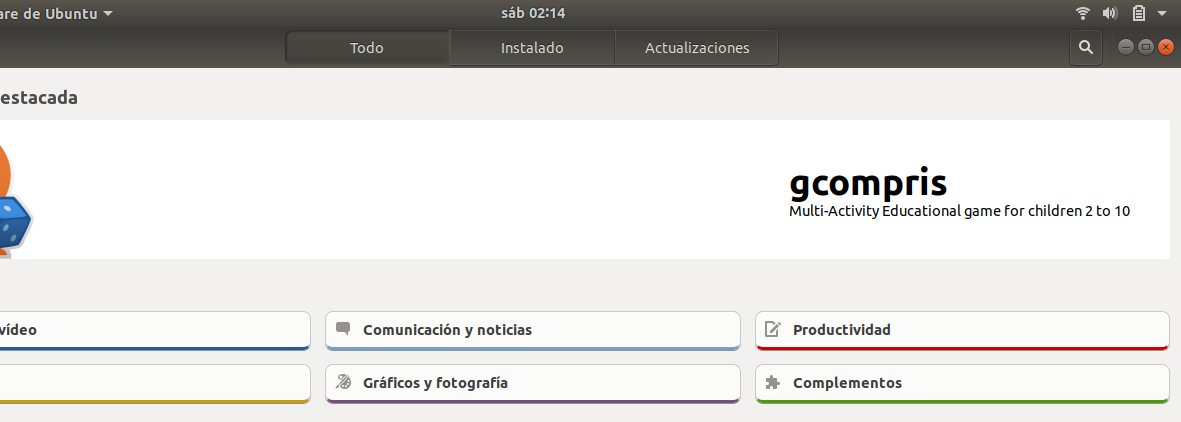 are de Ubuntu
sáb 02:14
Todo
Instalado
Actualizaciones
estacada
gcompris
Multi-Activity Educational game for children 2 to 10
vídeo
Comunicación y noticias
Productividad
Gráficos y fotografía
Complementos